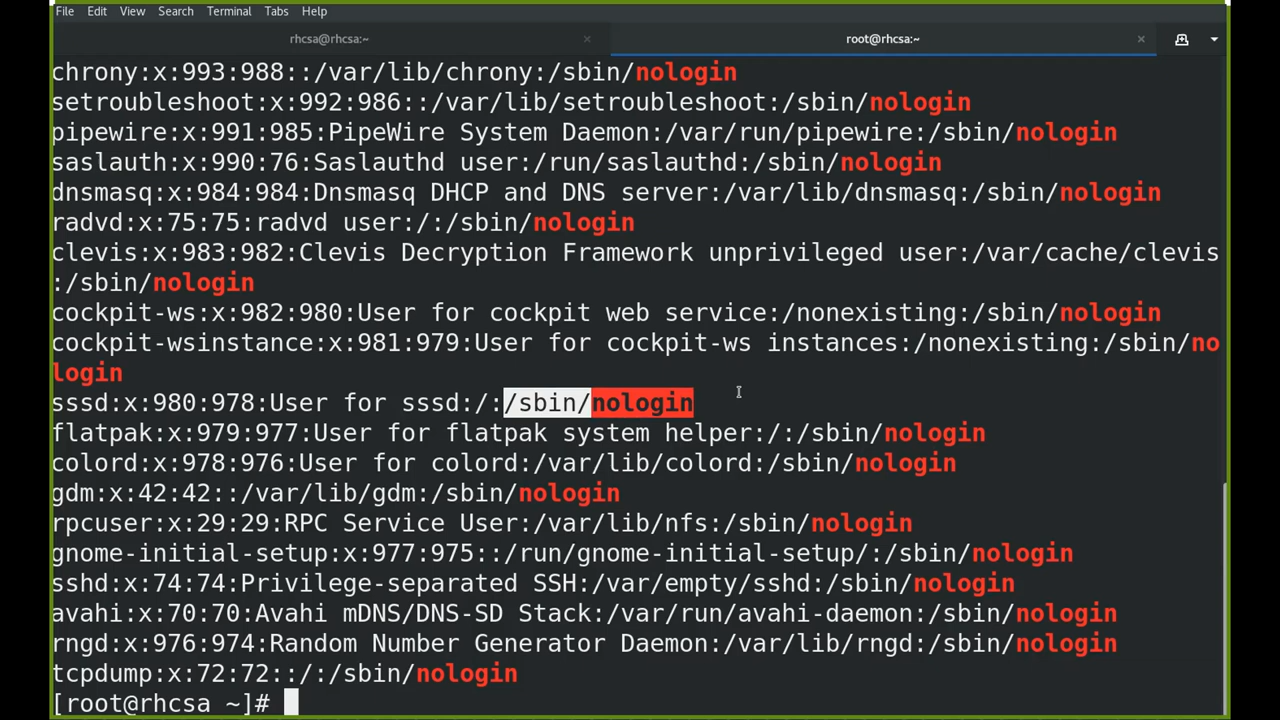 File Edit View Search Terminal Tabs Help
rhcsa@rhcsa:~ × root@rhcsa:~ ×
chrony:x:993:988::/var/lib/chrony:/sbin/nologin
setroubleshoot:x:992:986::/var/lib/setroubleshoot:/sbin/nologin
pipewire:x:991:985:PipeWire System Daemon:/var/run/pipewire:/sbin/nologin
saslauth:x:990:76:Saslauthd user:/run/saslauthd:/sbin/nologin
dnsmasq:x:984:984:Dnsmasq DHCP and DNS server:/var/lib/dnsmasq:/sbin/nologin
radvd:x:75:75:radvd user:/:/sbin/nologin
clevis:x:983:982:Clevis Decryption Framework unprivileged user:/var/cache/clevis
:/sbin/nologin
cockpit-ws:x:982:980:User for cockpit web service:/nonexisting:/sbin/nologin
cockpit-wsinstance:x:981:979:User for cockpit-ws instances:/nonexisting:/sbin/no
login
sssd:x:980:978:User for sssd:/:/sbin/nologin
flatpak:x:979:977:User for flatpak system helper:/:/sbin/nologin
colord:x:978:976:User for colord:/var/lib/colord:/sbin/nologin
gdm:x:42:42::/var/lib/gdm:/sbin/nologin
rpcuser:x:29:29:RPC Service User:/var/lib/nfs:/sbin/nologin
gnome-initial-setup:x:977:975::/run/gnome-initial-setup/:/sbin/nologin
sshd:x:74:74:Privilege-separated SSH:/var/empty/sshd:/sbin/nologin
avahi:x:70:70:Avahi mDNS/DNS-SD Stack:/var/run/avahi-daemon:/sbin/nologin
rngd:x:976:974:Random Number Generator Daemon:/var/lib/rngd:/sbin/nologin
tcpdump:x:72:72::/:/sbin/nologin
[root@rhcsa ~]#